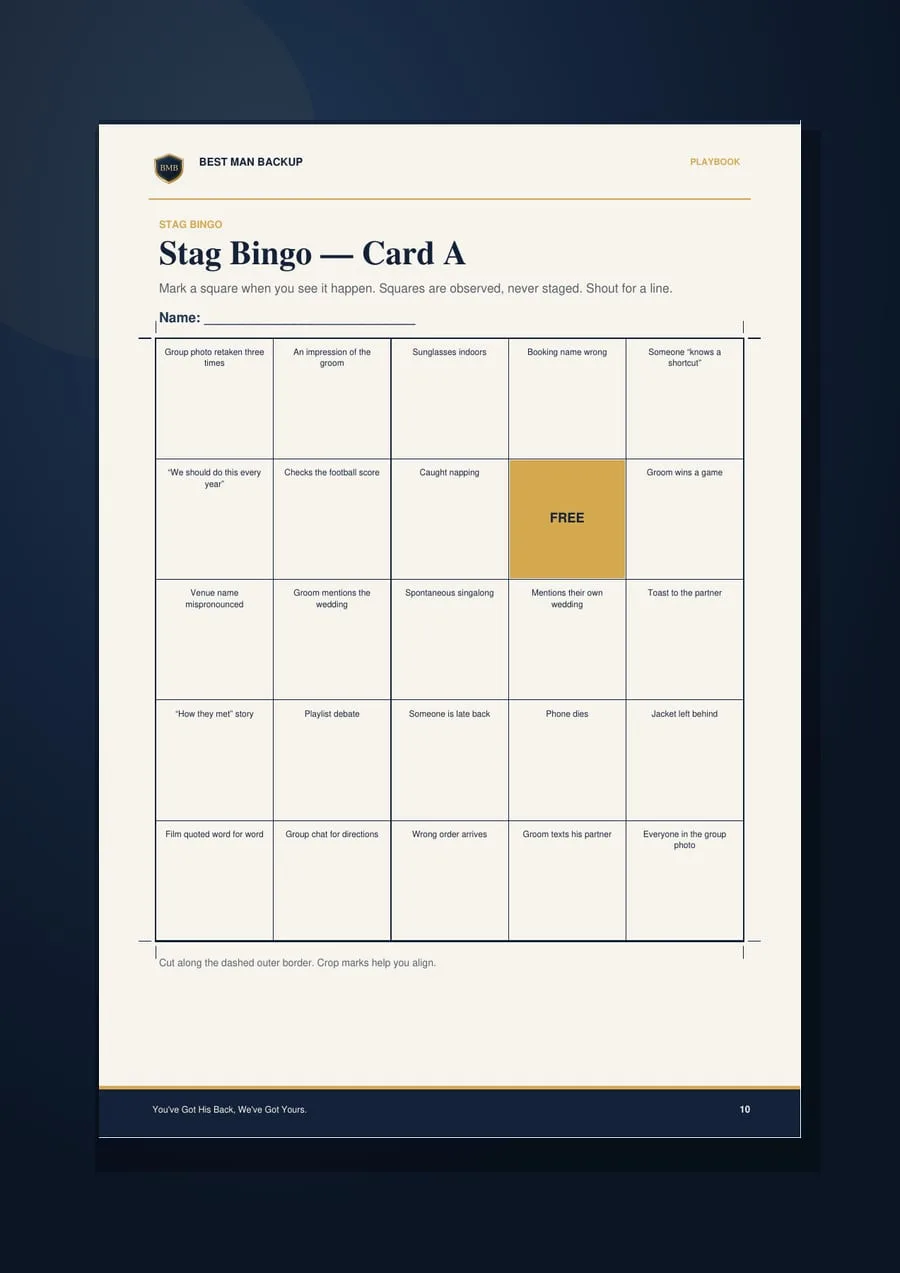 BMB
BEST MAN BACKUP
PLAYBOOK
STAG BINGO
Stag Bingo — Card A
Mark a square when you see it happen. Squares are observed, never staged. Shout for a line.
Name: ______________________________
Group photo retaken three
times
An impression of the
groom
Sunglasses indoors
Booking name wrong
Someone “knows a
shortcut”
“We should do this every
year”
Checks the football score
Caught napping
FREE
Groom wins a game
Venue name
mispronounced
Groom mentions the
wedding
Spontaneous singalong
Mentions their own
wedding
Toast to the partner
“How they met” story
Playlist debate
Someone is late back
Phone dies
Jacket left behind
Film quoted word for word
Group chat for directions
Wrong order arrives
Groom texts his partner
Everyone in the group
photo
Cut along the dashed outer border. Crop marks help you align.
You've Got His Back, We've Got Yours.
10